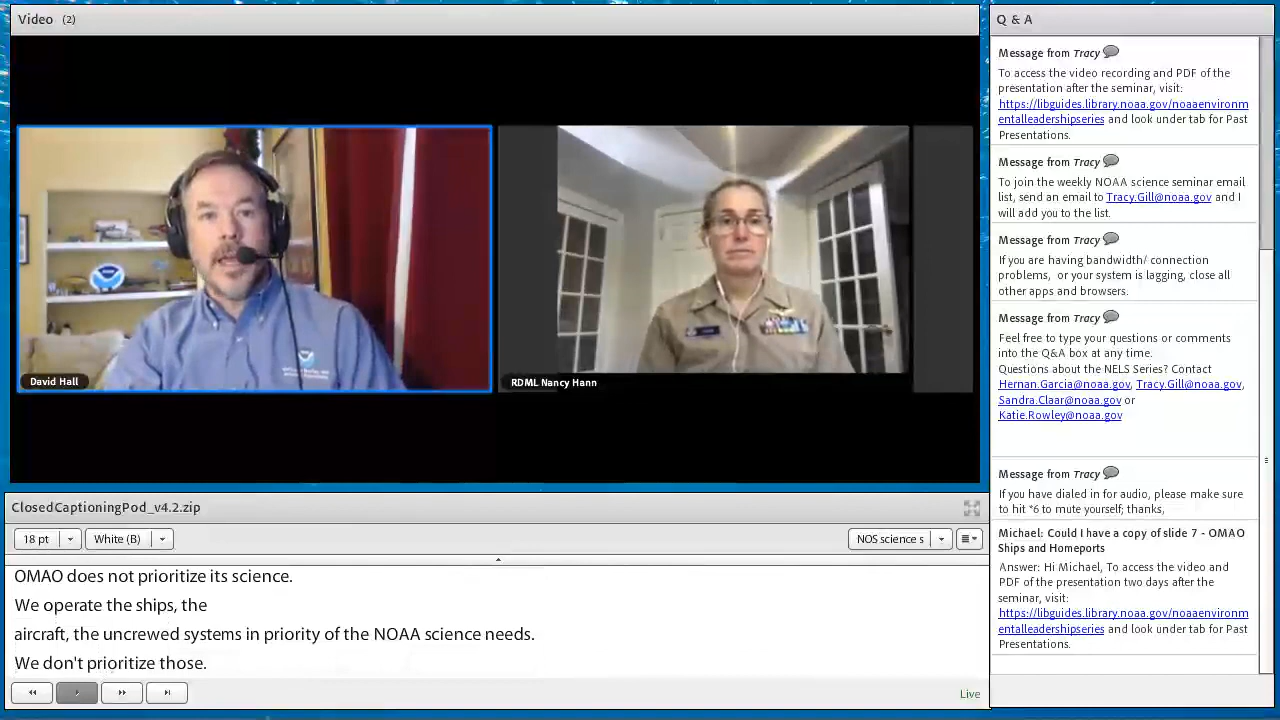 Video (2)
David Hall
RDML Nancy Hann
ClosedCaptioningPod_v4.2.zip
18 pt
White (B)
NOS science s
OMAO does not prioritize its science.
We operate the ships, the
aircraft, the uncrewed systems in priority of the NOAA science needs.
We don't prioritize those.
Live
Q & A
Message from Tracy
To access the video recording and PDF of the
presentation after the seminar, visit:
https://libguides.library.noaa.gov/noaaenvironm
entalleadershipseries and look under tab for Past
Presentations.
Message from Tracy
To join the weekly NOAA science seminar email
list, send an email to Tracy.Gill@noaa.gov and I
will add you to the list.
Message from Tracy
If you are having bandwidth/ connection
problems,  or your system is lagging, close all
other apps and browsers.
Message from Tracy
Feel free to type your questions or comments
into the Q&A box at any time.
Questions about the NELS Series? Contact
Hernan.Garcia@noaa.gov, Tracy.Gill@noaa.gov,
Sandra.Claar@noaa.gov or
Katie.Rowley@noaa.gov
Message from Tracy
If you have dialed in for audio, please make sure
to hit *6 to mute yourself; thanks,
Michael: Could I have a copy of slide 7 - OMAO
Ships and Homeports
Answer: Hi Michael, To access the video and
PDF of the presentation two days after the
seminar, visit:
https://libguides.library.noaa.gov/noaaenvironm
entalleadershipseries and look under tab for Past
Presentations.